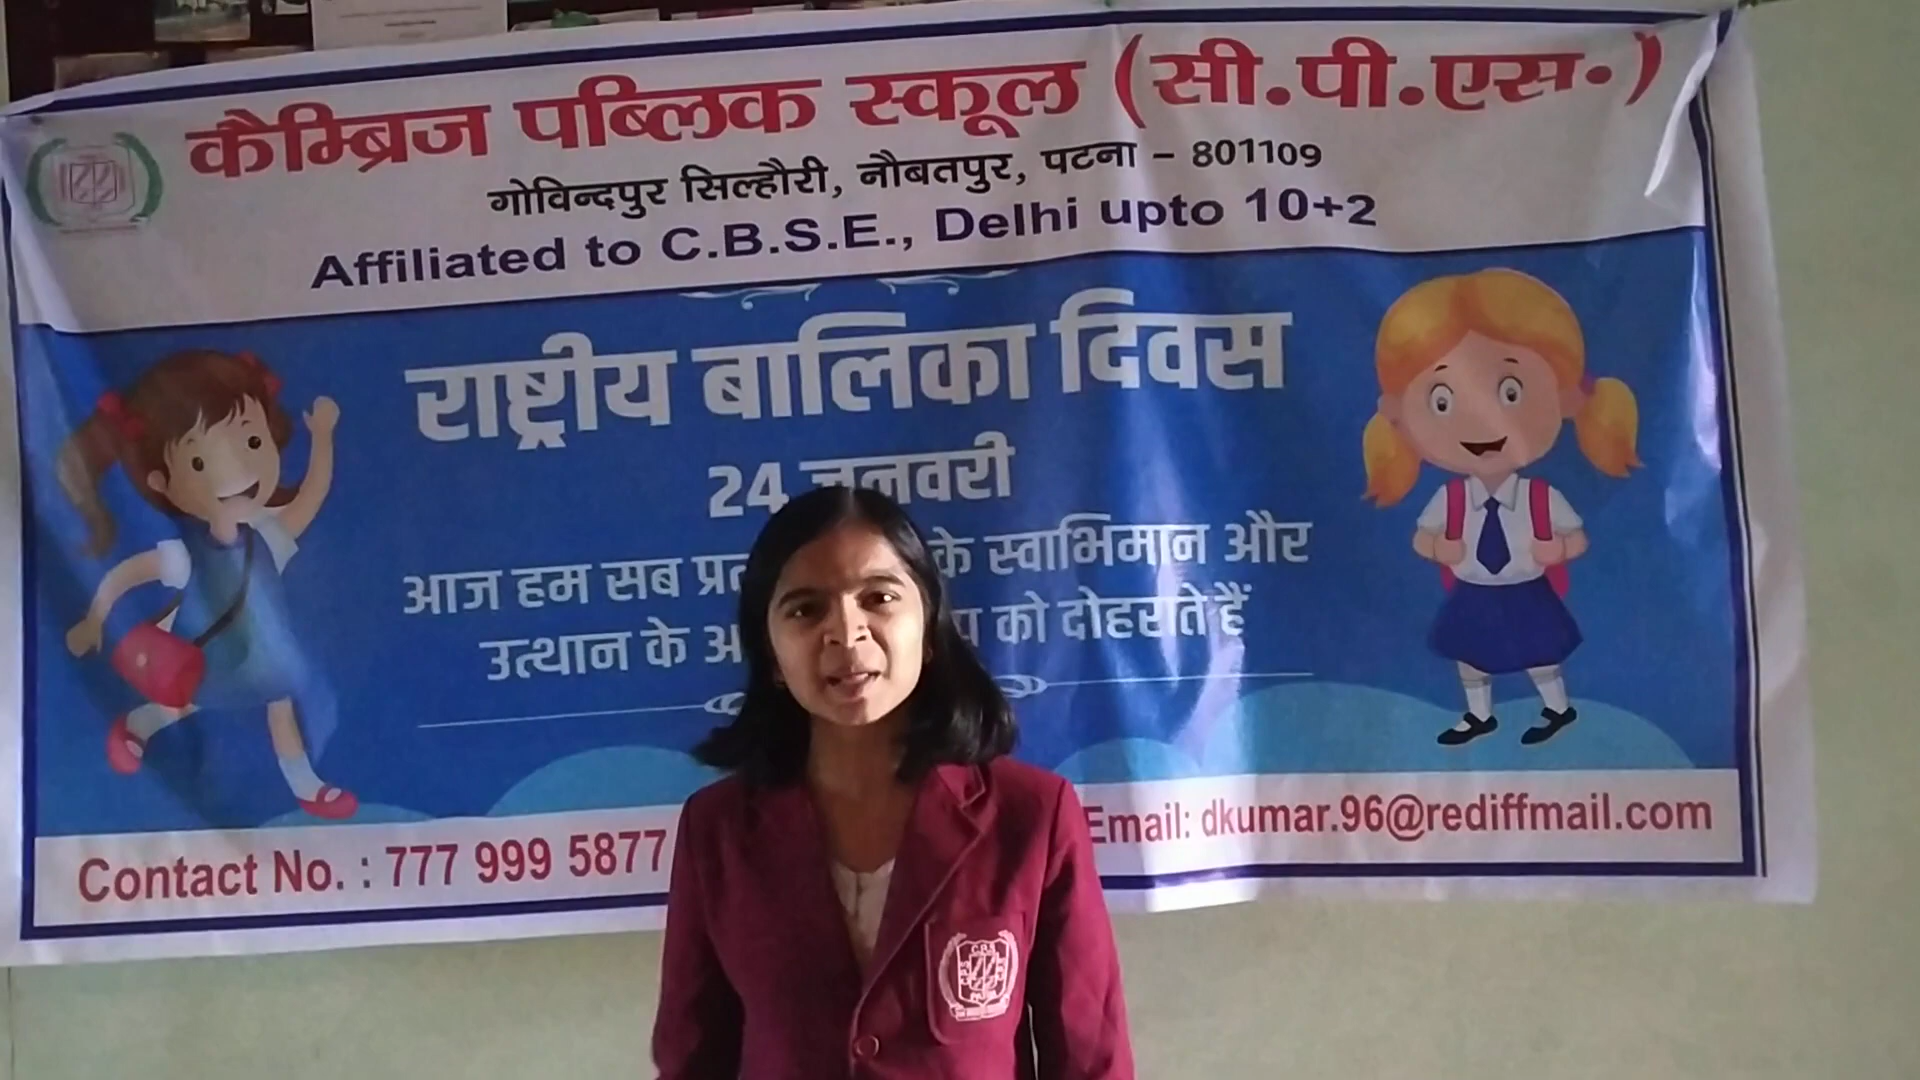 कैम्ब्रिज पब्लिक स्कूल (सी.पी.एस.)
गोविन्दपुर सिल्हौरी, नौबतपुर, पटना – 801109
Affiliated to C.B.S.E., Delhi upto 10+2
राष्ट्रीय बालिका दिवस
24 जनवरी
आज हम सब के स्वाभिमान और
उत्थान के को दोहराते हैं
Contact No. : 777 999 5877
Email: dkumar.96@rediffmail.com